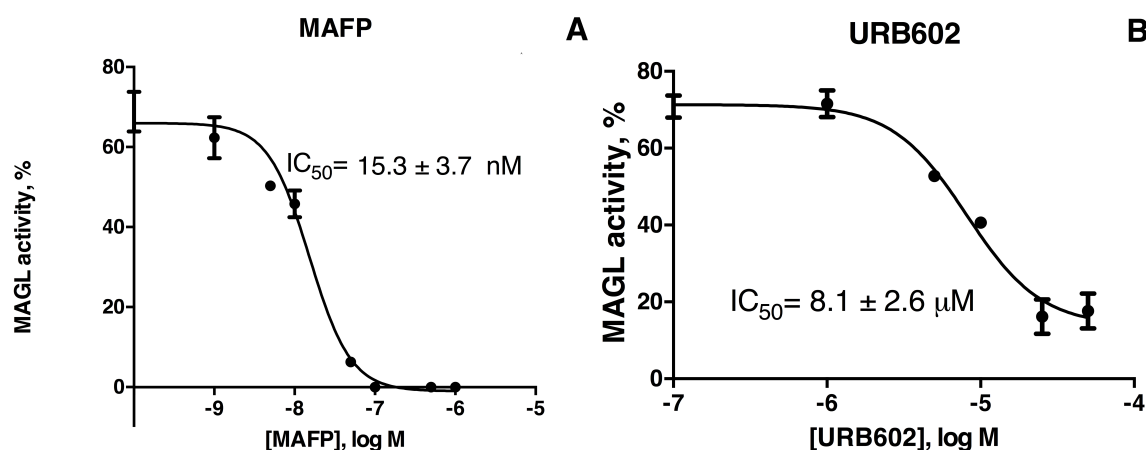 MAFP
A
80
60
40
20
0
-9
-8
-7
-6
-5
MAGL activity, %
IC50= 15.3 ± 3.7 nM
[MAFP], log M
URB602
B
80
60
40
20
0
-7
-6
-5
-4
MAGL activity, %
IC50= 8.1 ± 2.6 μM
[URB602], log M